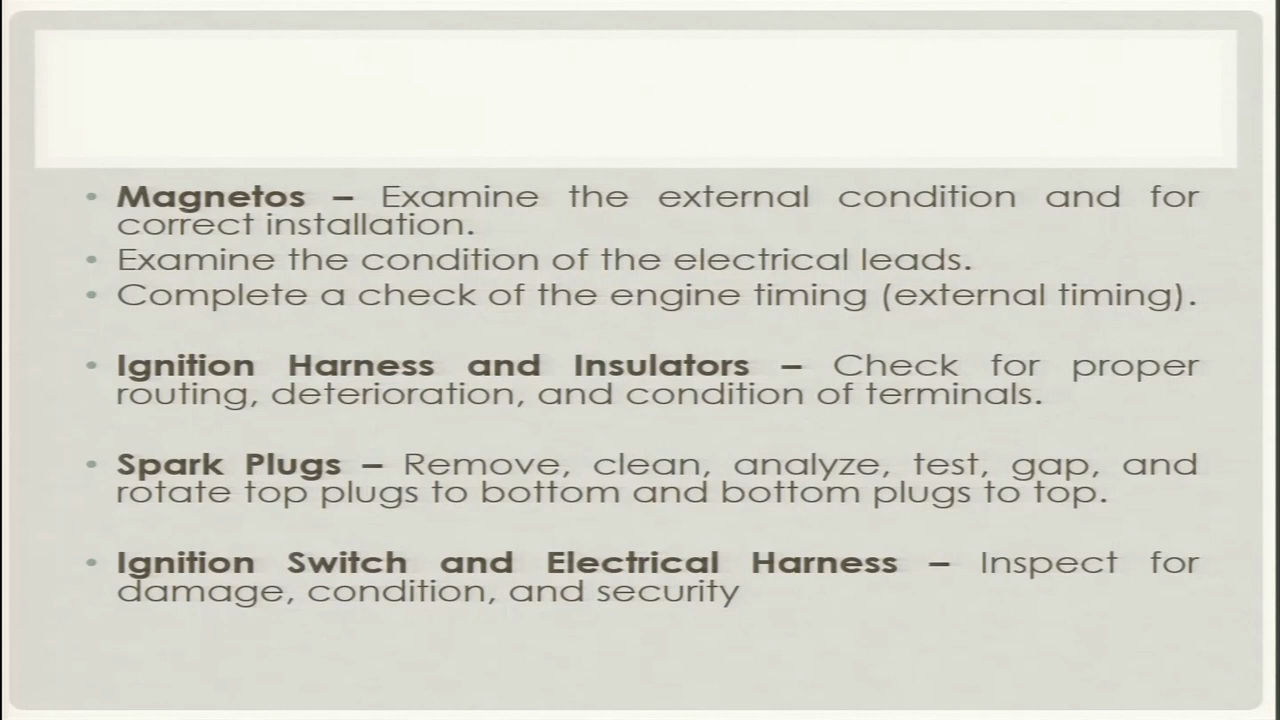 • Magnetos – Examine the external condition and for
correct installation.
• Examine the condition of the electrical leads.
• Complete a check of the engine timing (external timing).
• Ignition Harness and Insulators – Check for proper
routing, deterioration, and condition of terminals.
• Spark Plugs – Remove, clean, analyze, test, gap, and
rotate top plugs to bottom and bottom plugs to top.
• Ignition Switch and Electrical Harness – Inspect for
damage, condition, and security